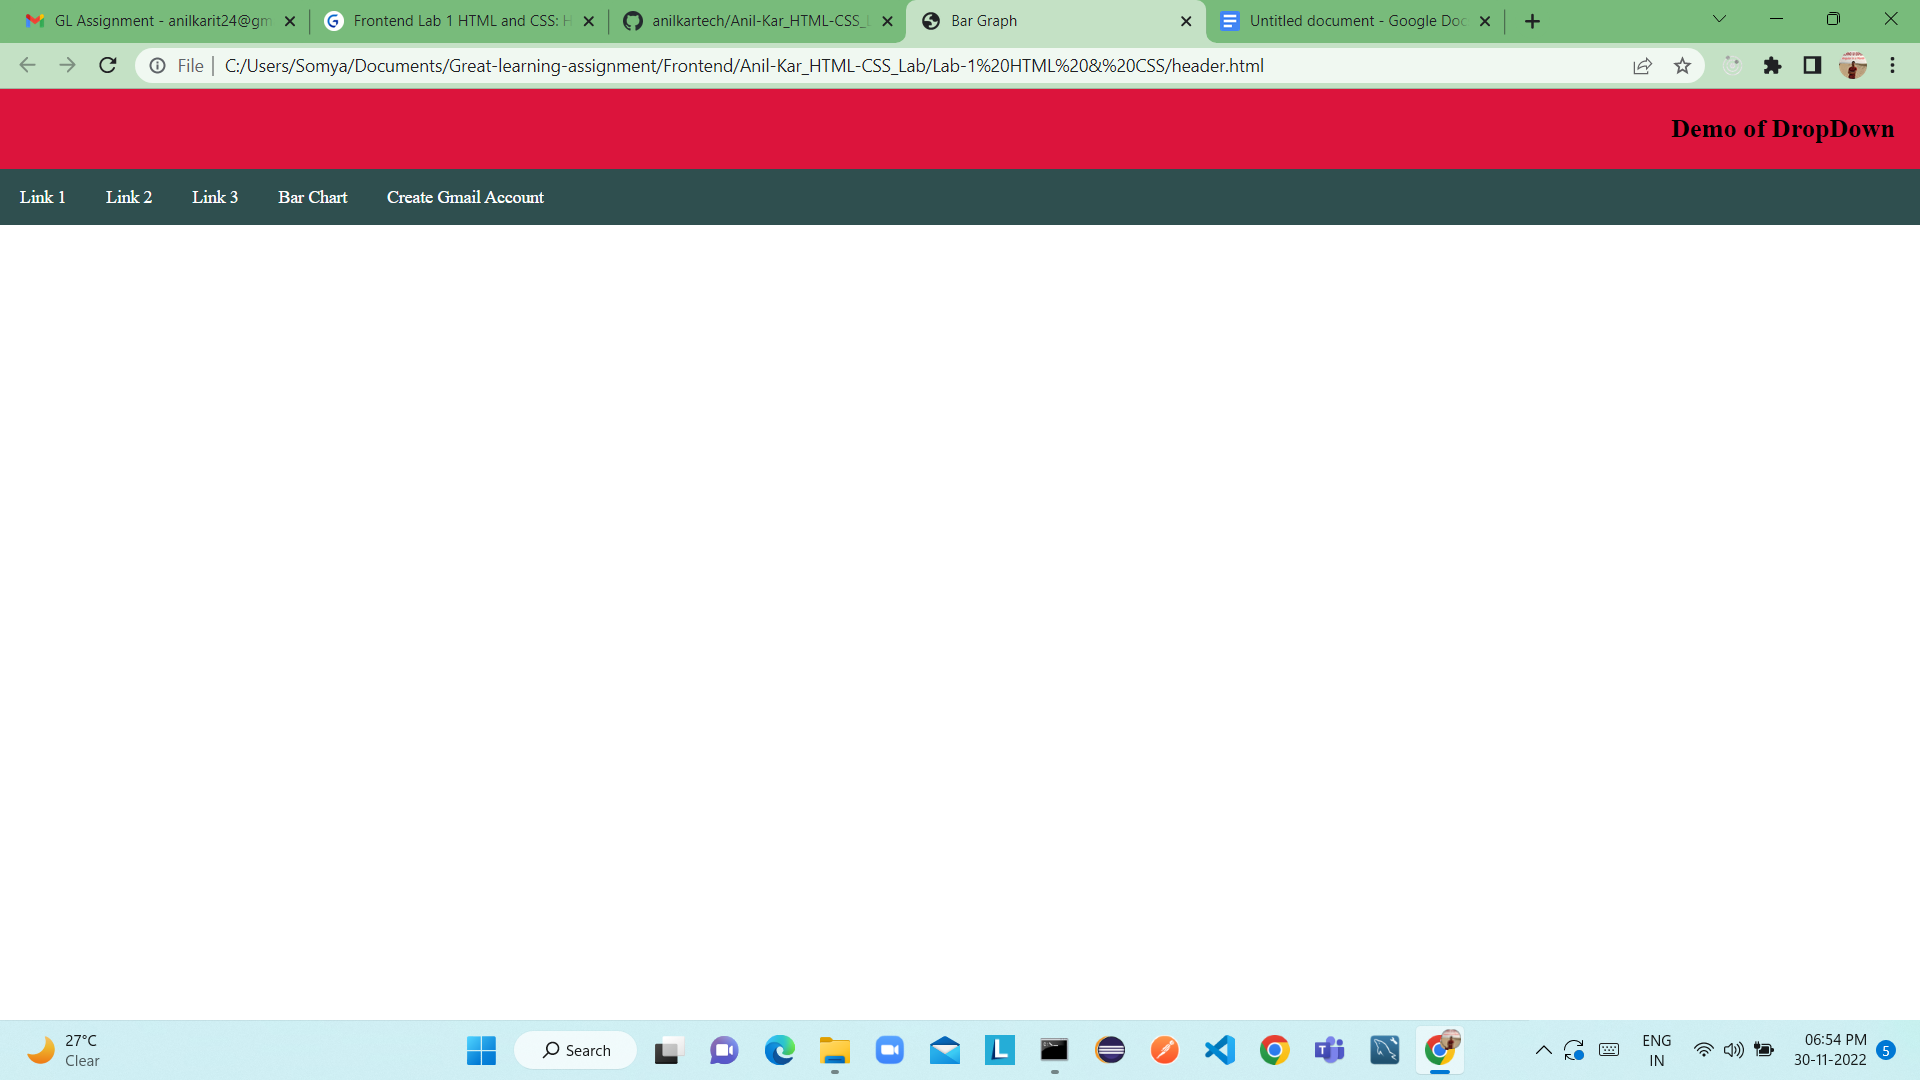 GL Assignment - anilkarit24@gm
Frontend Lab 1 HTML and CSS: H
anilkartech/Anil-Kar_HTML-CSS_L
Bar Graph
Untitled document - Google Doc
File
C:/Users/Somya/Documents/Great-learning-assignment/Frontend/Anil-Kar_HTML-CSS_Lab/Lab-1%20HTML%20&%20CSS/header.html
Demo of DropDown
Link 1 Link 2 Link 3 Bar Chart Create Gmail Account
27°C
Clear
Search
ENG
IN
06:54 PM
30-11-2022
5